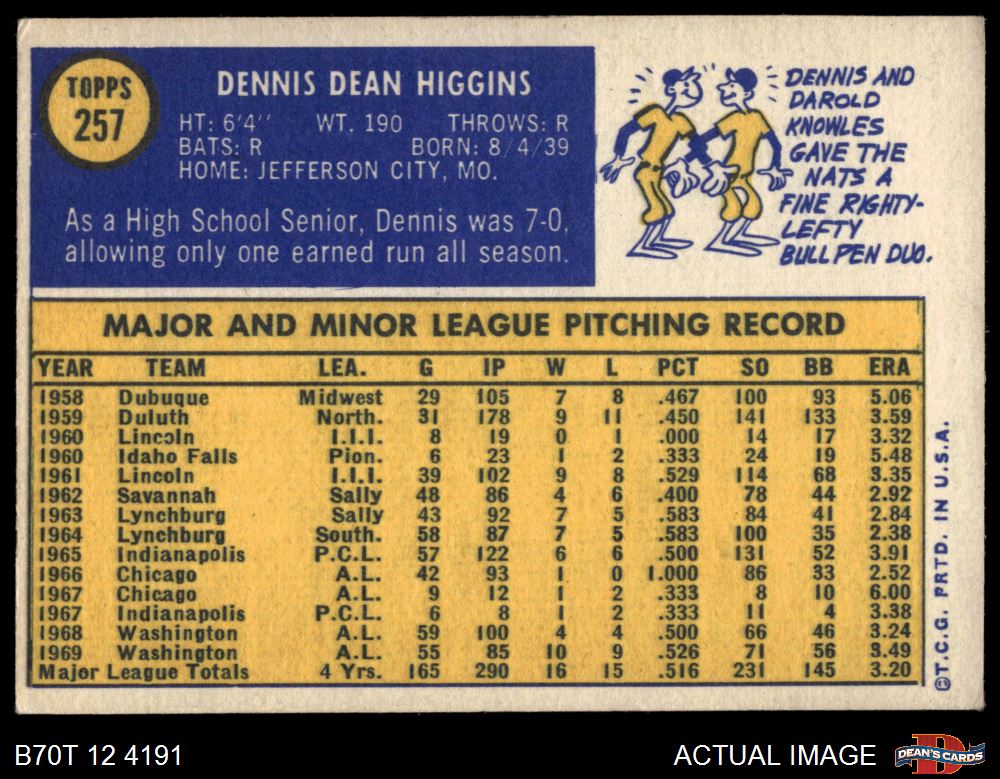 TOPPS
257
DENNIS DEAN HIGGINS
HT: 6'4" WT. 190 THROWS: R
BATS: R BORN: 8/4/39
HOME: JEFFERSON CITY, MO.
As a High School Senior, Dennis was 7-0,
allowing only one earned run all season.
DENNIS AND
DAROLD
KNOWLES
GAVE THE
NATS A
FINE RIGHTY-
LEFTY
BULLPEN DUO.
MAJOR AND MINOR LEAGUE PITCHING RECORD
YEAR TEAM LEA. G IP W L PCT SO BB ERA
1958 Dubuque Midwest 29 105 7 8 .467 100 93 5.06
1959 Duluth North. 31 178 9 11 .450 141 133 3.59
1960 Lincoln I.I.I. 8 19 0 1 .000 14 17 3.32
1960 Idaho Falls Pion. 6 23 1 2 .333 24 19 5.48
1961 Lincoln I.I.I. 39 102 9 8 .529 114 68 3.35
1962 Savannah Sally 48 86 4 6 .400 78 44 2.92
1963 Lynchburg Sally 43 92 7 5 .583 84 41 2.84
1964 Lynchburg South. 58 87 7 5 .583 100 35 2.38
1965 Indianapolis P.C.L. 57 122 6 6 .500 131 52 3.91
1966 Chicago A.L. 42 93 1 0 1.000 86 33 2.52
1967 Chicago A.L. 9 12 1 2 .333 8 10 6.00
1967 Indianapolis P.C.L. 6 8 1 2 .333 11 4 3.38
1968 Washington A.L. 59 100 4 4 .500 66 46 3.24
1969 Washington A.L. 55 85 10 9 .526 71 56 3.49
Major League Totals 4 Yrs. 165 290 16 15 .516 231 145 3.20
©T.C.G. PRTD. IN U.S.A.
B70T 12 4191
ACTUAL IMAGE
D
DEAN'S CARDS